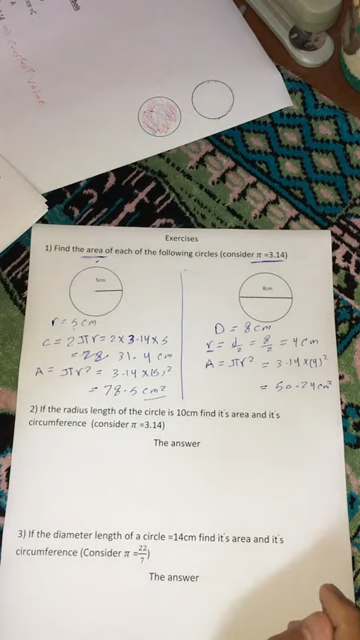 Exercises
1) Find the area of each of the following circles (consider π =3.14)
5cm
r = 5cm
C = 2πr = 2 x 3.14 x 5
= 31.4 cm
A = πr² = 3.14 x (5)²
= 78.5 cm²
8cm
D = 8 cm
r = d/2 = 8/2 = 4 cm
A = πr² = 3.14 x (4)²
= 50.24 cm²
2) If the radius length of the circle is 10cm find it's area and it's
circumference (consider π =3.14)
The answer
3) If the diameter length of a circle =14cm find it's area and it's
circumference (Consider π =22/7)
The answer